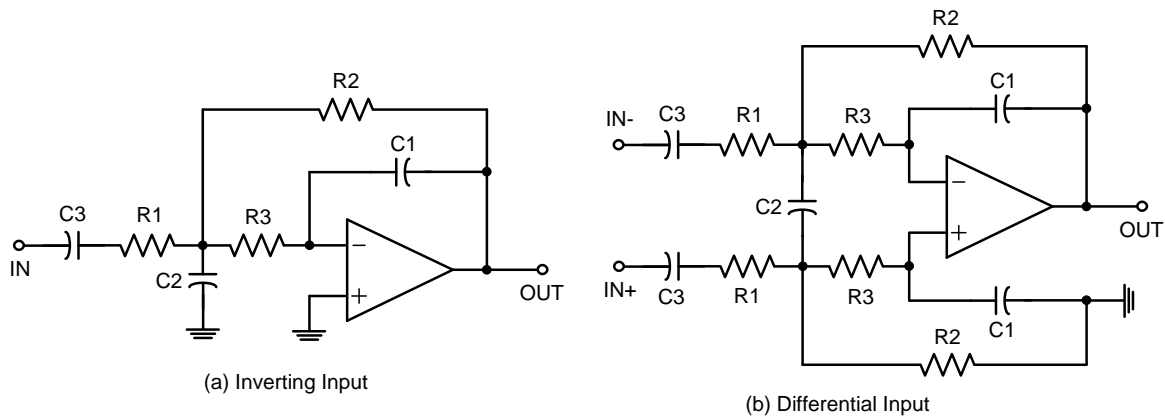 R2
C1
C3
R1
R3
IN
C2
OUT
(a) Inverting Input
R2
C1
IN-
C3
R1
R3
C2
OUT
IN+
C3
R1
R3
C1
R2
(b) Differential Input